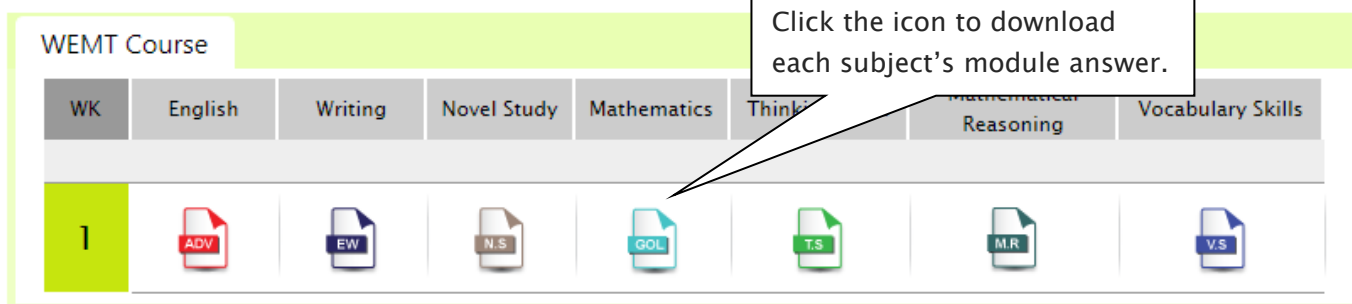 Click the icon to download
each subject's module answer.
WEMT Course
WK English Writing Novel Study Mathematics Vocabulary Skills
Reasoning
1 ADV EW N.S GOL T.S M.R V.S